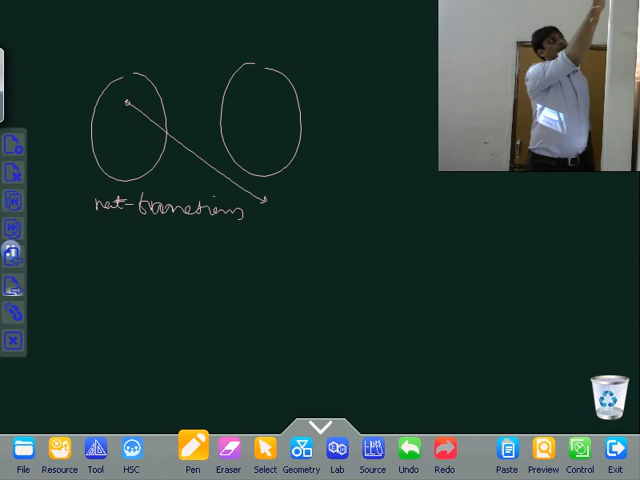 not-functions
File
Resource
Tool
HSC
Pen
Eraser
Select
Geometry
Lab
Source
Undo
Redo
Paste
Preview
Control
Exit